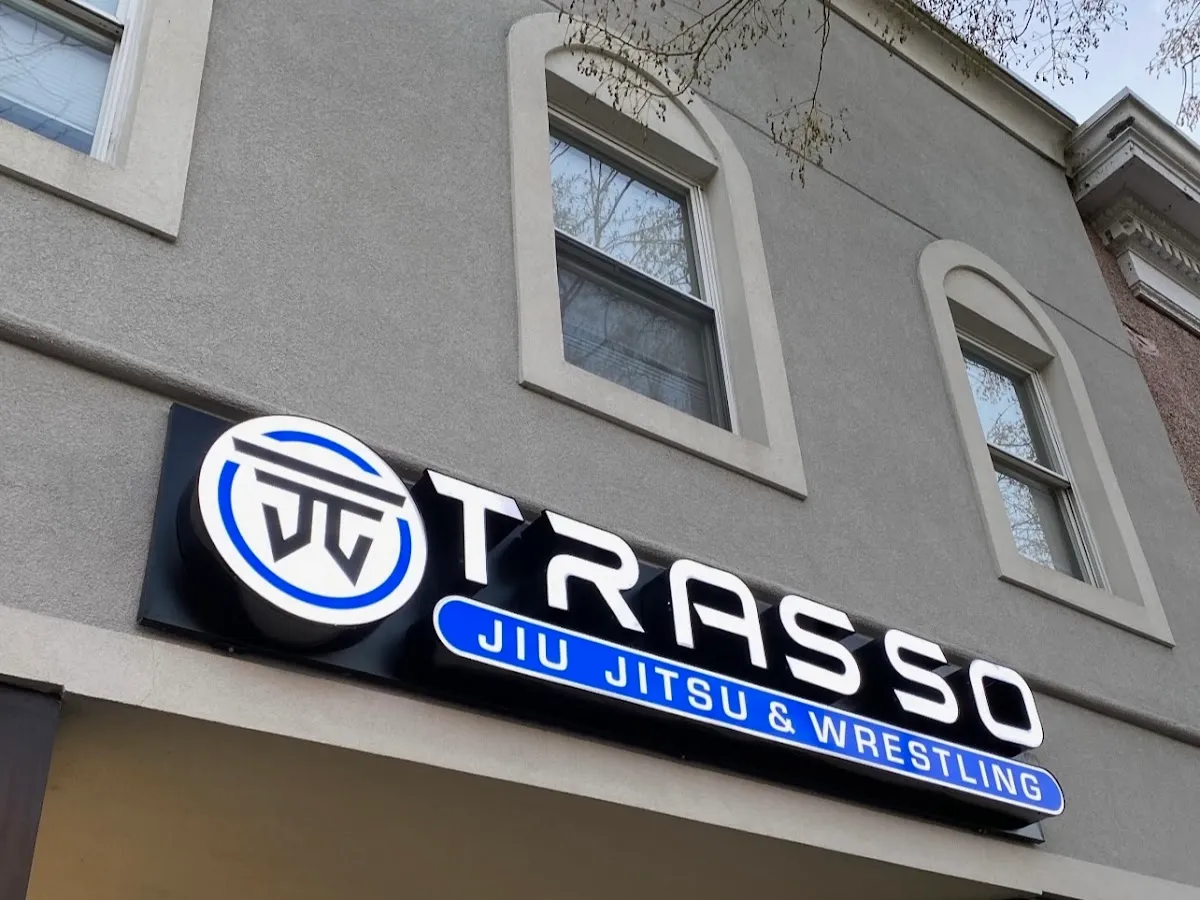 TRASSO
JIU JITSU & WRESTLING